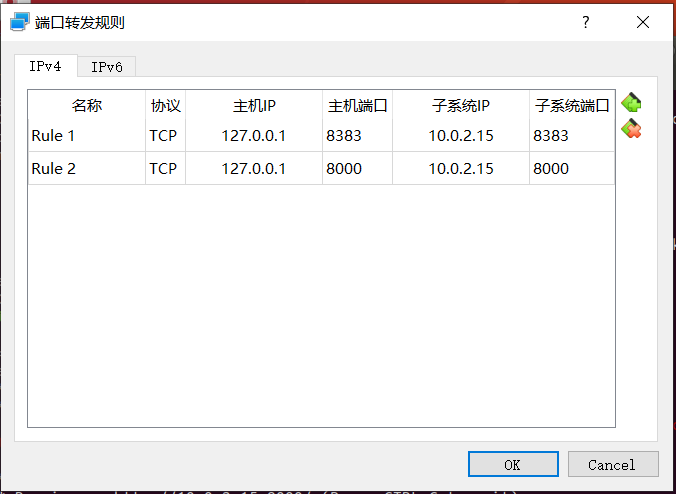 端口转发规则
IPv4 IPv6
名称 协议 主机IP 主机端口 子系统IP 子系统端口
Rule 1 TCP 127.0.0.1 8383 10.0.2.15 8383
Rule 2 TCP 127.0.0.1 8000 10.0.2.15 8000
OK Cancel